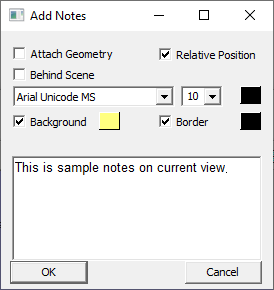 Add Notes
Attach Geometry
Relative Position
Behind Scene
Arial Unicode MS
10
Background
Border
This is sample notes on current view.
OK
Cancel